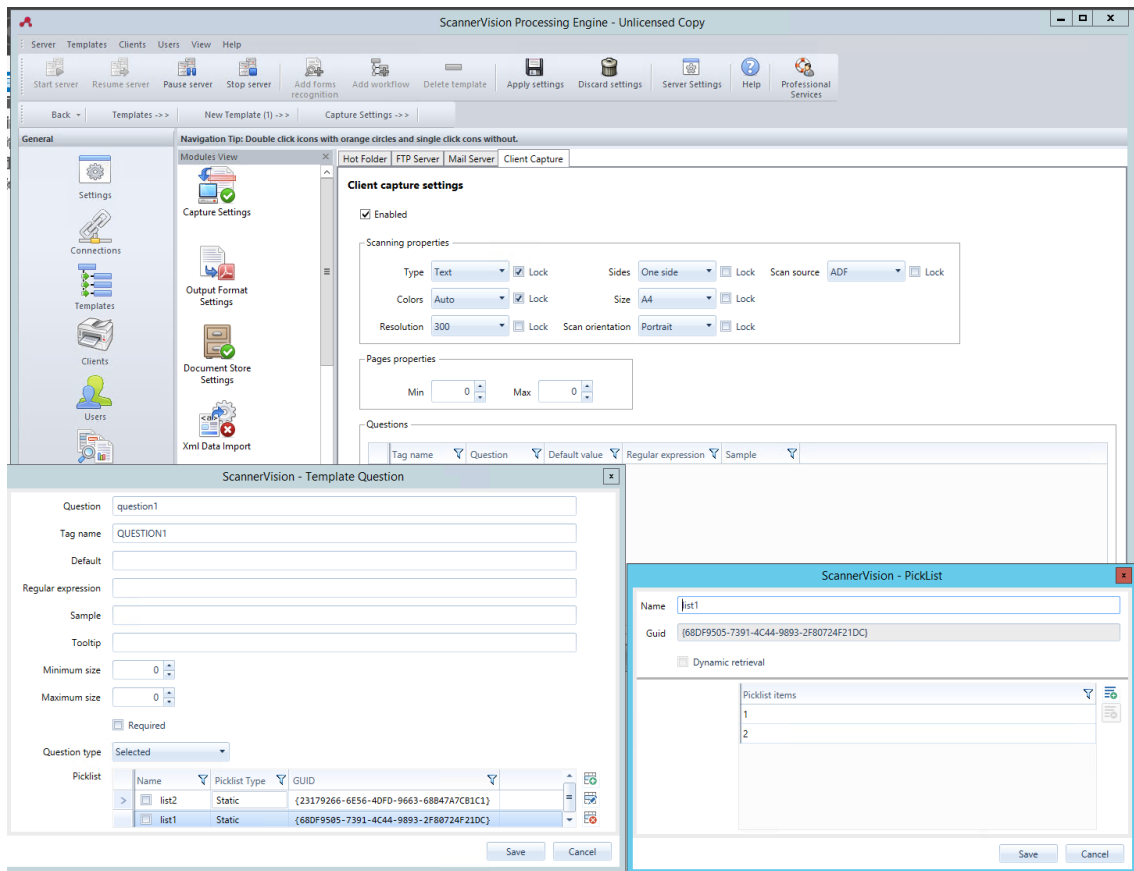 ScannerVision Processing Engine - Unlicensed Copy
Server Templates Clients Users View Help
Start server Resume server Pause server Stop server Add forms recognition Add workflow Delete template Apply settings Discard settings Server Settings Help Professional Services
Back Templates ->> New Template (1) ->> Capture Settings ->>
General
Navigation Tip: Double click icons with orange circles and single click cons without.
Settings
Connections
Templates
Clients
Users
Modules View
Capture Settings
Output Format
Settings
Document Store
Settings
Xml Data Import
Hot Folder FTP Server Mail Server Client Capture
Client capture settings
Enabled
Scanning properties
Type Text Lock Sides One side Lock Scan source ADF Lock
Colors Auto Lock Size A4 Lock
Resolution 300 Lock Scan orientation Portrait Lock
Pages properties
Min 0 Max 0
Questions
Tag name Question Default value Regular expression Sample
ScannerVision - Template Question
Question question1
Tag name QUESTION1
Default
Regular expression
Sample
Tooltip
Minimum size 0
Maximum size 0
Required
Question type Selected
Picklist Name Picklist Type GUID
list2 Static {23179266-6E56-4DFD-9663-68B47A7CB1C1}
list1 Static {68DF9505-7391-4C44-9893-2F80724F21DC}
Save Cancel
ScannerVision - PickList
Name list1
Guid {68DF9505-7391-4C44-9893-2F80724F21DC}
Dynamic retrieval
Picklist items
1
2
Save Cancel